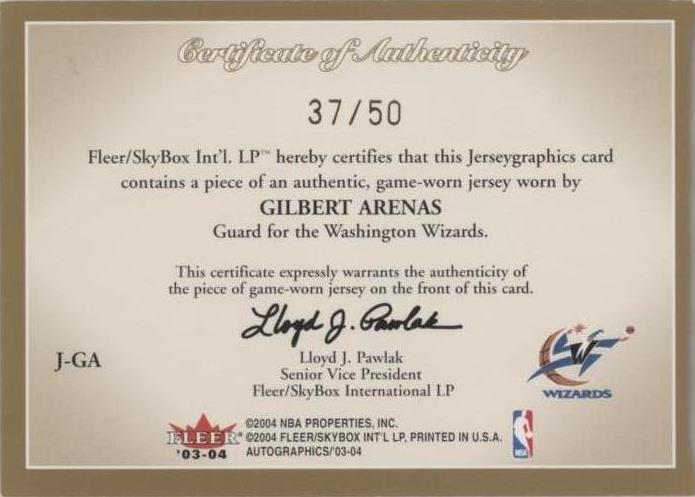 Certificate of Authenticity
37/50
Fleer/SkyBox Int'l. LP™ hereby certifies that this Jerseygraphics card
contains a piece of an authentic, game-worn jersey worn by
GILBERT ARENAS
Guard for the Washington Wizards.
This certificate expressly warrants the authenticity of
the piece of game-worn jersey on the front of this card.
Lloyd J. Pawlak
J-GA
Lloyd J. Pawlak
Senior Vice President
Fleer/SkyBox International LP
W
WIZARDS
FLEER®
'03-04
©2004 NBA PROPERTIES, INC.
©2004 FLEER/SKYBOX INT'L LP, PRINTED IN U.S.A.
AUTOGRAPHICS/'03-04
NBA